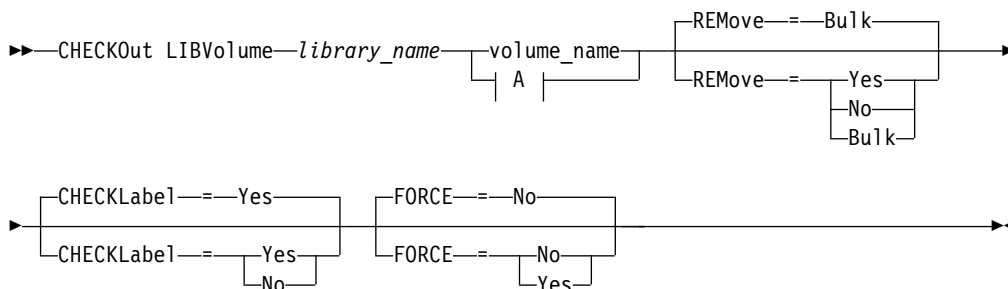 REMove = Bulk
CHECKOut LIBVolume library_name volume_name
A
REMove = Yes
No
Bulk
CHECKLabel = Yes
FORCE = No
CHECKLabel = Yes
No
FORCE = No
Yes